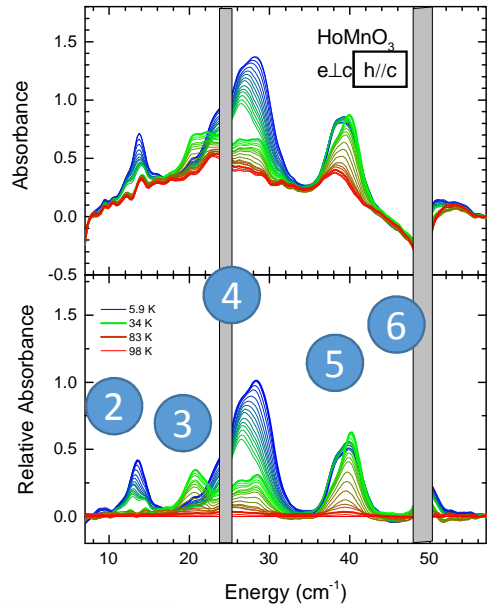 HoMnO₃
e⊥c h//c
Absorbance
1.5
1.0
0.5
0.0
-0.5
4
6
5.9 K
34 K
83 K
98 K
5
2
3
Relative Absorbance
1.5
1.0
0.5
0.0
10 20 30 40 50
Energy (cm⁻¹)